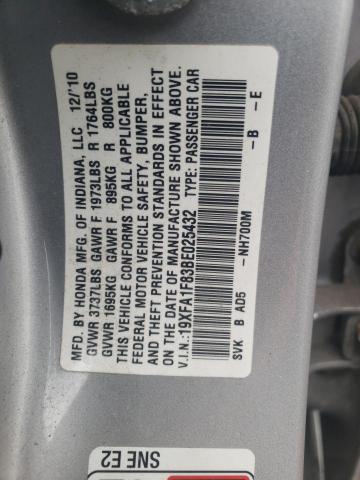 MFD. BY HONDA MFG. OF INDIANA, LLC 12/'10
GVWR 3737LBS GAWR F 1973LBS R 1764LBS
GVWR 1695KG GAWR F 895KG R 800KG
THIS VEHICLE CONFORMS TO ALL APPLICABLE
FEDERAL MOTOR VEHICLE SAFETY, BUMPER,
AND THEFT PREVENTION STANDARDS IN EFFECT
ON THE DATE OF MANUFACTURE SHOWN ABOVE.
V.I.N.:19XFA1F83BE025432 TYPE: PASSENGER CAR
-NH700M -B -E
SVK B AD5
SNE E2